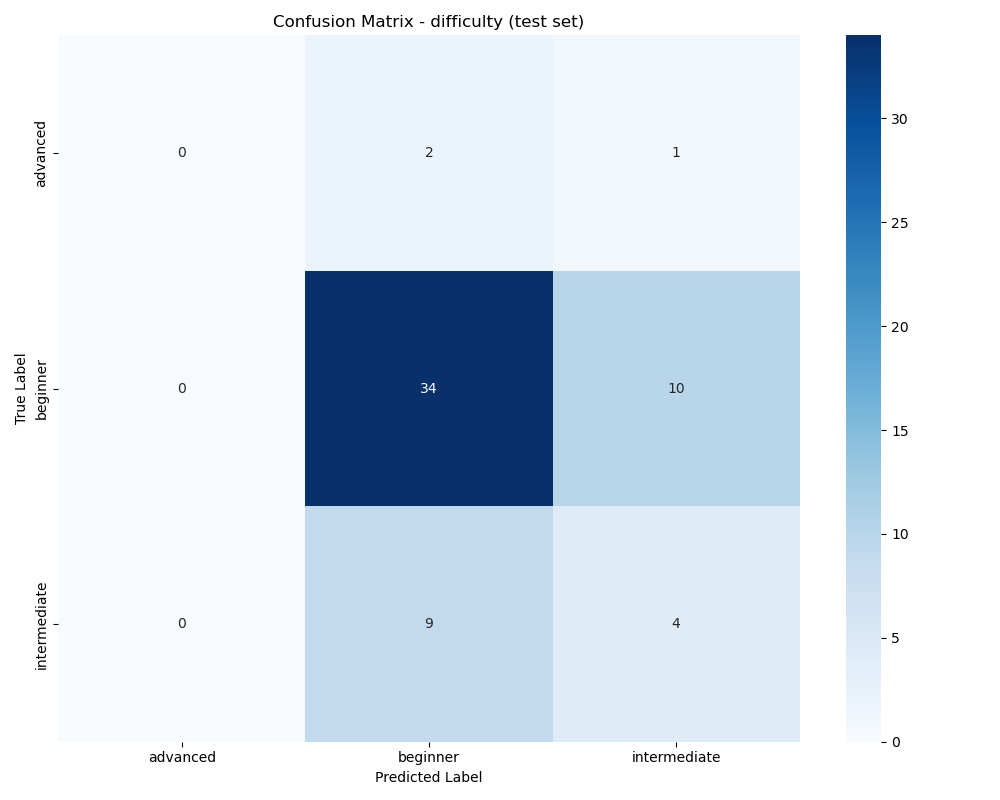 Confusion Matrix - difficulty (test set)
True Label
advanced
0
2
1
beginner
0
34
10
intermediate
0
9
4
advanced
beginner
intermediate
Predicted Label
30
25
20
15
10
5
0